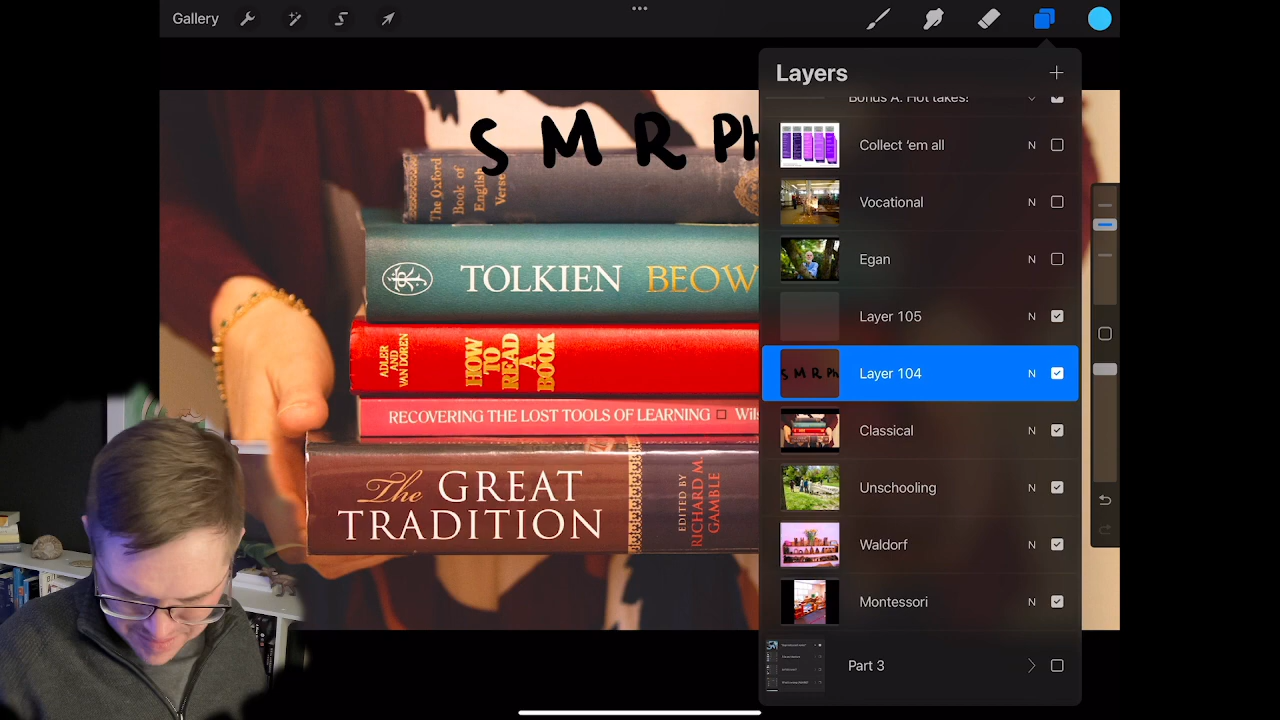 Gallery
Layers
Bonus A: Hot takes!
Collect ‘em all N
Vocational N
Egan N
Layer 105 N
Layer 104 N
Classical N
Unschooling N
Waldorf N
Montessori N
Part 3
S M R Ph
The Oxford
Book of
English
Verse
TOLKIEN BEOW
ADLER
AND
VAN DOREN
HOW
TO
READ
A
BOOK
RECOVERING THE LOST TOOLS OF LEARNING Wils
The GREAT
TRADITION
EDITED BY
RICHARD M.
GAMBLE
S M R Ph